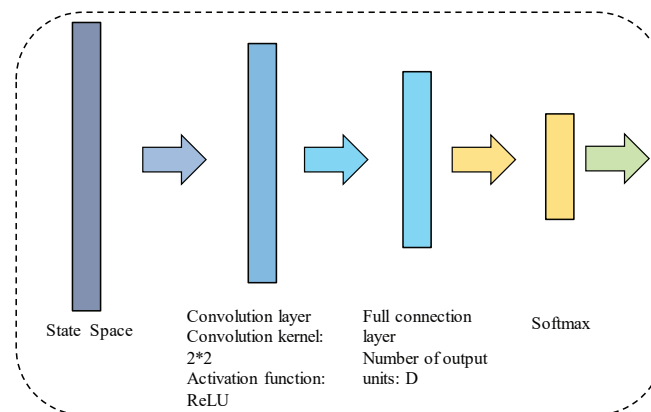 State Space
Convolution layer
Convolution kernel:
2*2
Activation function:
ReLU
Full connection
layer
Number of output
units: D
Softmax